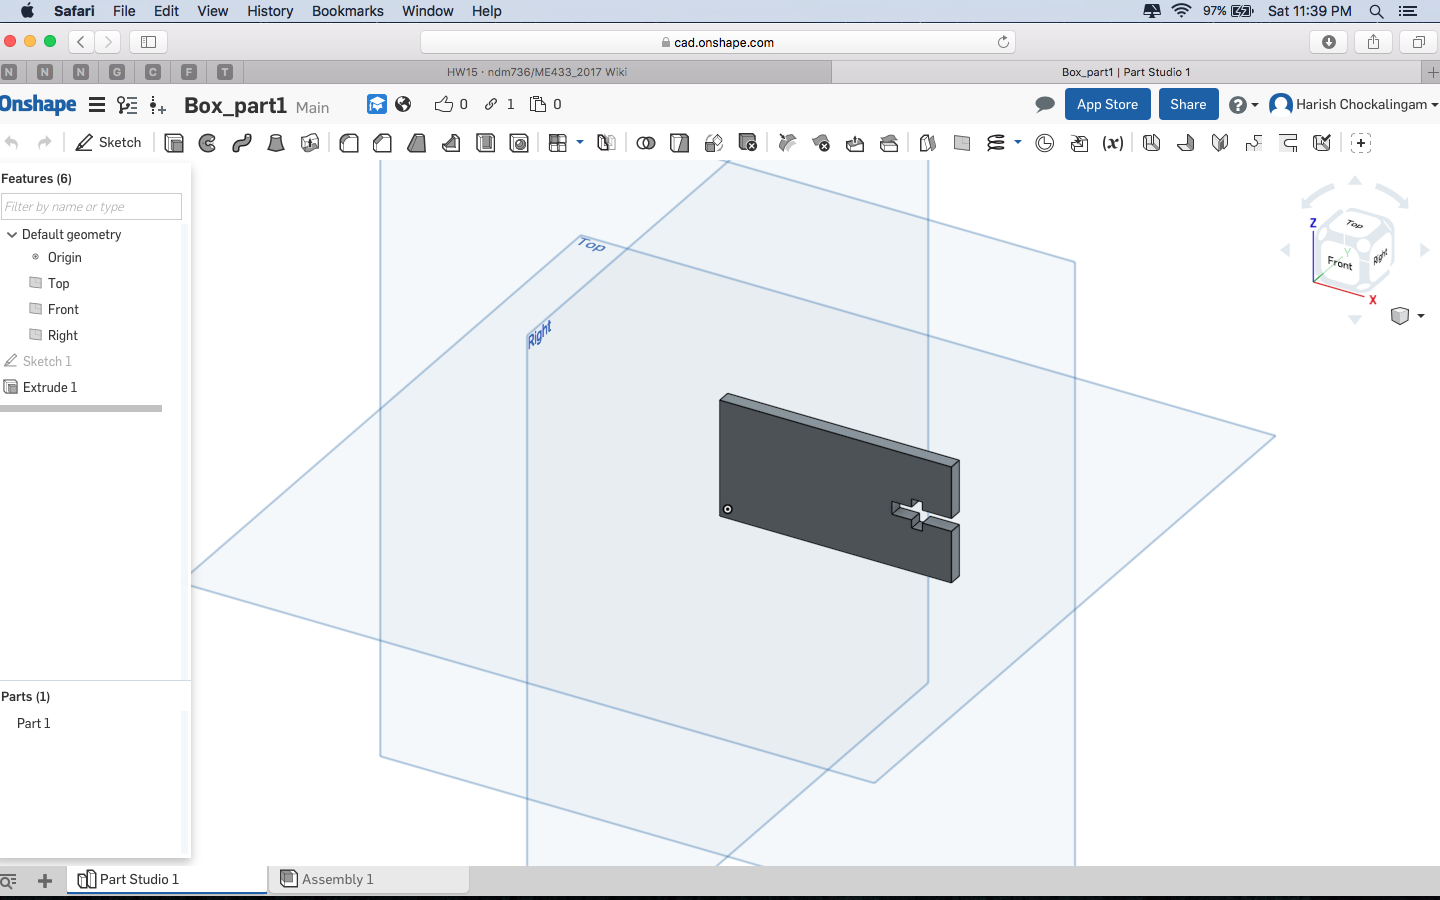 Safari File Edit View History Bookmarks Window Help 97% Sat 11:39 PM
cad.onshape.com
N N N G C F T HW15 · ndm736/ME433_2017 Wiki Box_part1 | Part Studio 1
Onshape Box_part1 Main 0 1 0 App Store Share ? Harish Chockalingam
Sketch (x)
Features (6)
Filter by name or type
Default geometry
Origin
Top
Front
Right
Sketch 1
Extrude 1
Top
Right
Z
Top
Y
Front
Right
X
Parts (1)
Part 1
Part Studio 1 Assembly 1